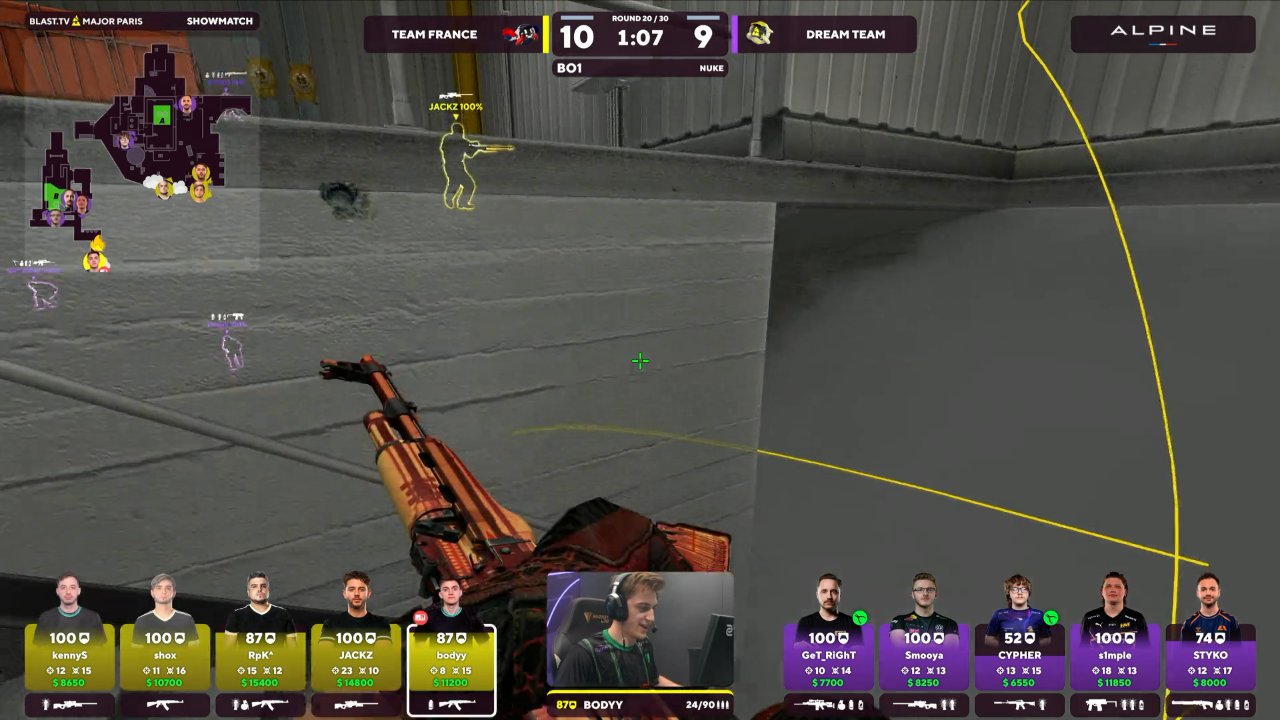 BLAST.TV MAJOR PARIS SHOWMATCH
TEAM FRANCE
10
ROUND 20 / 30
1:07
9
DREAM TEAM
ALPINE
BO1 NUKE
JACKZ 100%
100 100 87 100 87
kennyS shox RpK^ JACKZ bodyy
12 15 11 16 15 12 23 10 8 15
$8650 $10700 $15400 $14800 $11200
87 BODYY 24/90
100 100 52 100 74
GeT_RiGhT Smooya CYPHER s1mple STYKO
10 14 12 13 13 15 18 13 12 17
$7700 $8250 $6550 $11850 $8000